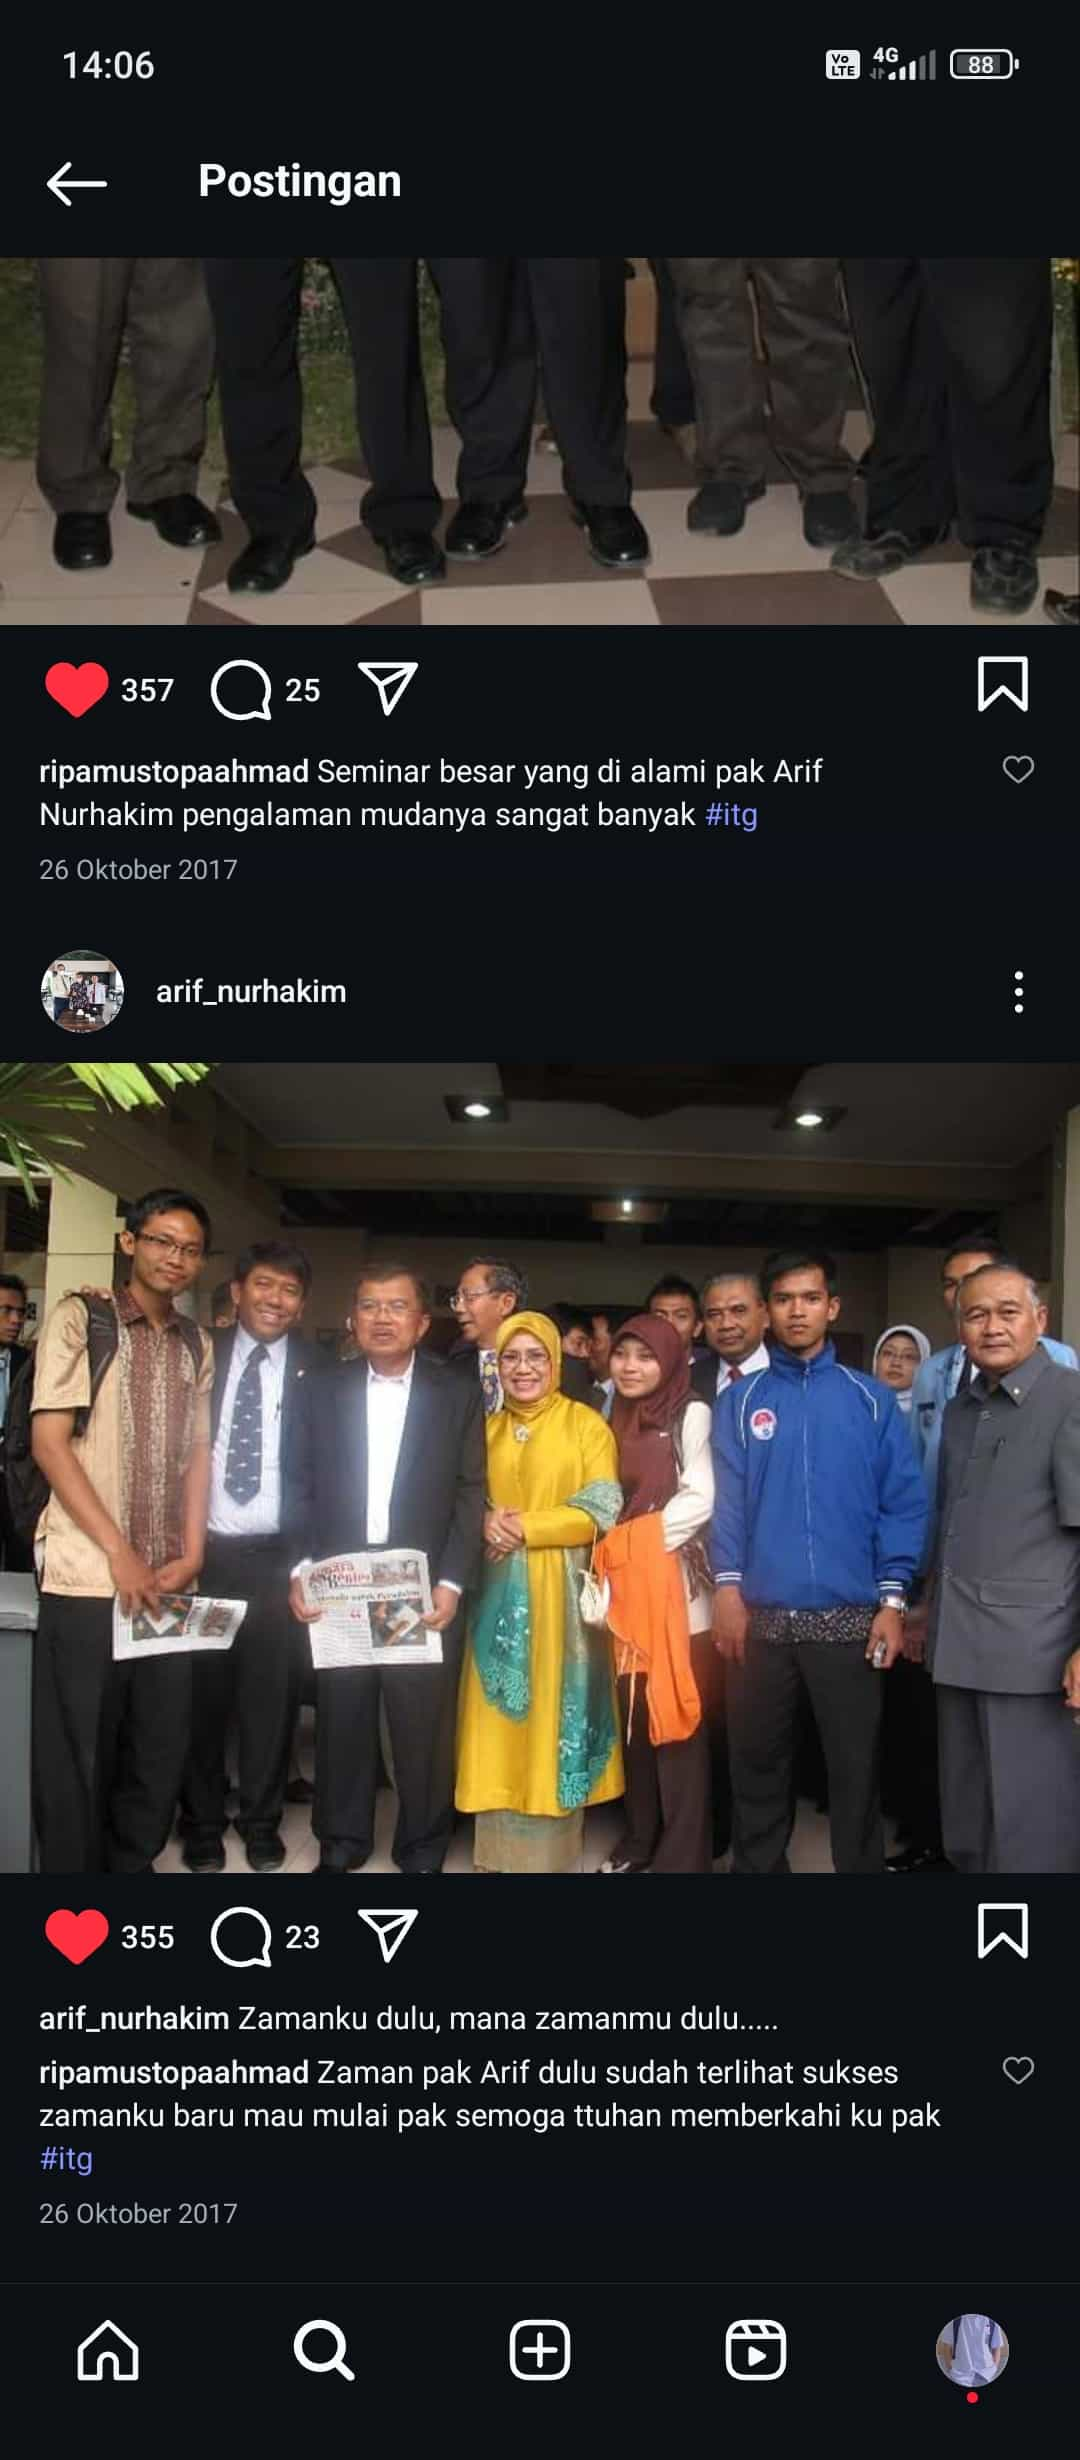 14:06
Vo LTE 4G 88
Postingan
357 25
ripamustopaahmad Seminar besar yang di alami pak Arif
Nurhakim pengalaman mudanya sangat banyak #itg
26 Oktober 2017
arif_nurhakim
355 23
arif_nurhakim Zamanku dulu, mana zamanmu dulu.....
ripamustopaahmad Zaman pak Arif dulu sudah terlihat sukses
zamanku baru mau mulai pak semoga ttuhan memberkahi ku pak
#itg
26 Oktober 2017